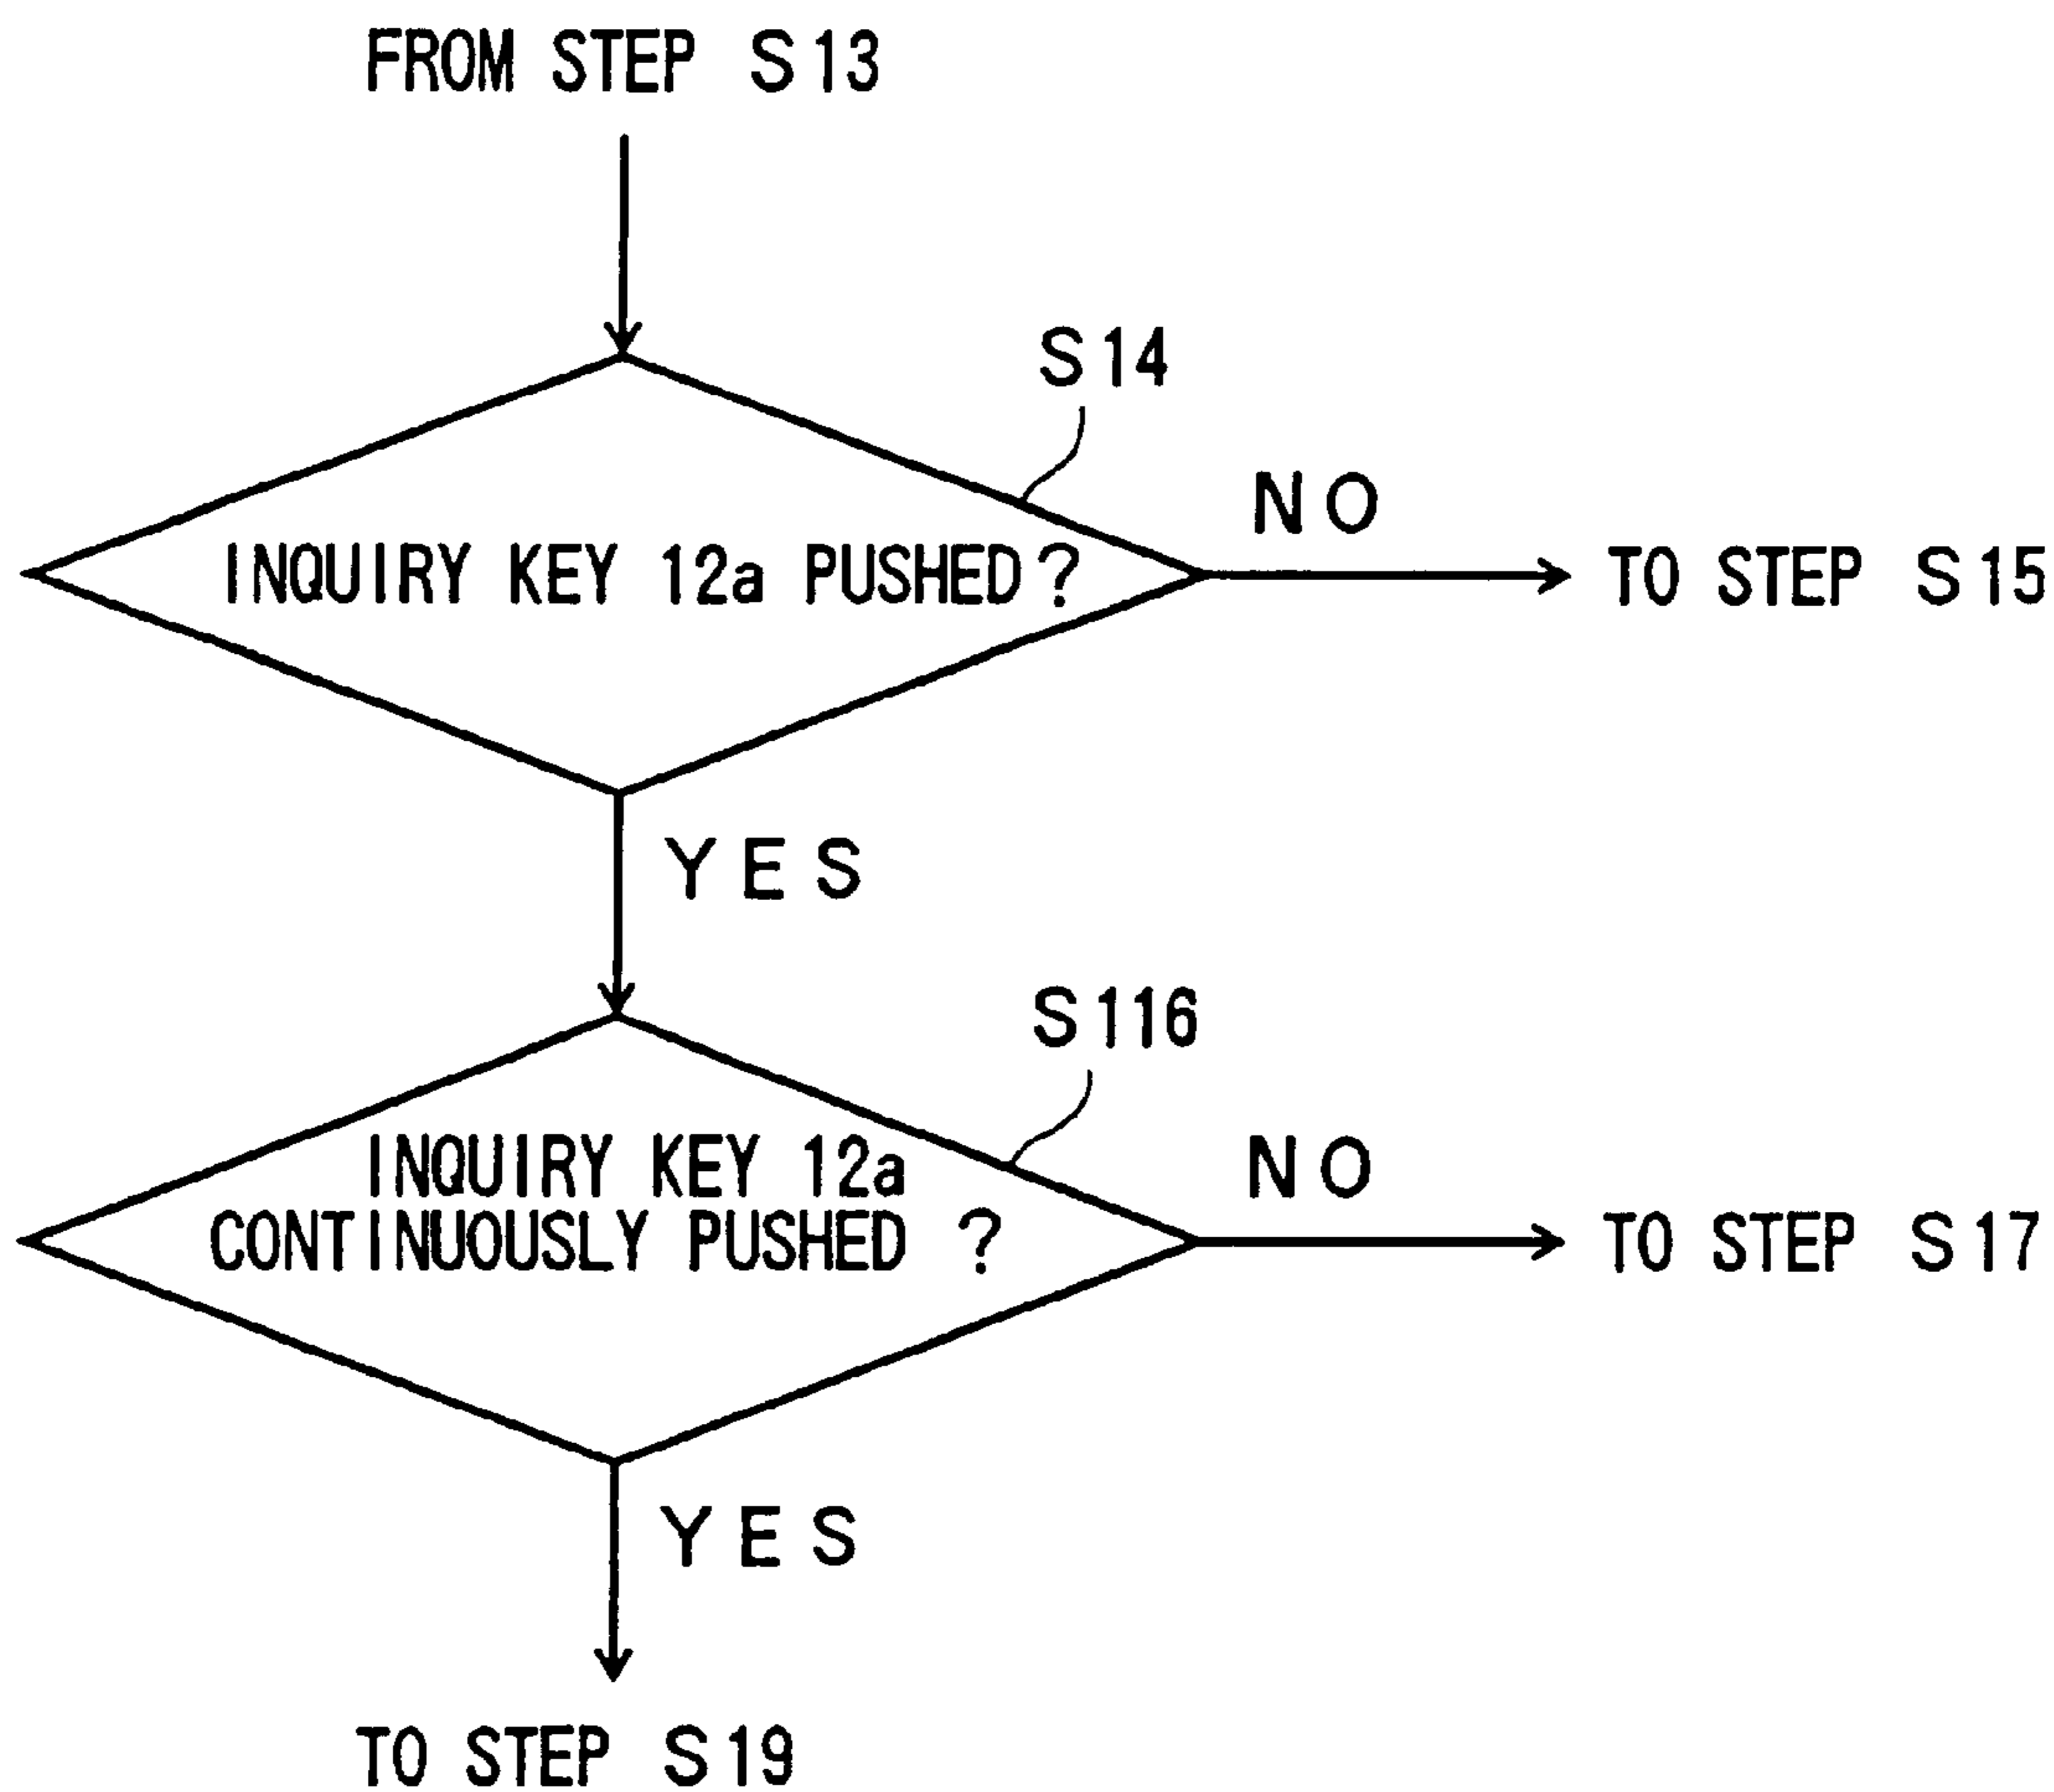 FROM STEP S13
S14
NO
INQUIRY KEY 12a PUSHED?
TO STEP S15
YES
S116
INQUIRY KEY 12a
CONTINUOUSLY PUSHED ?
NO
TO STEP S17
YES
TO STEP S19